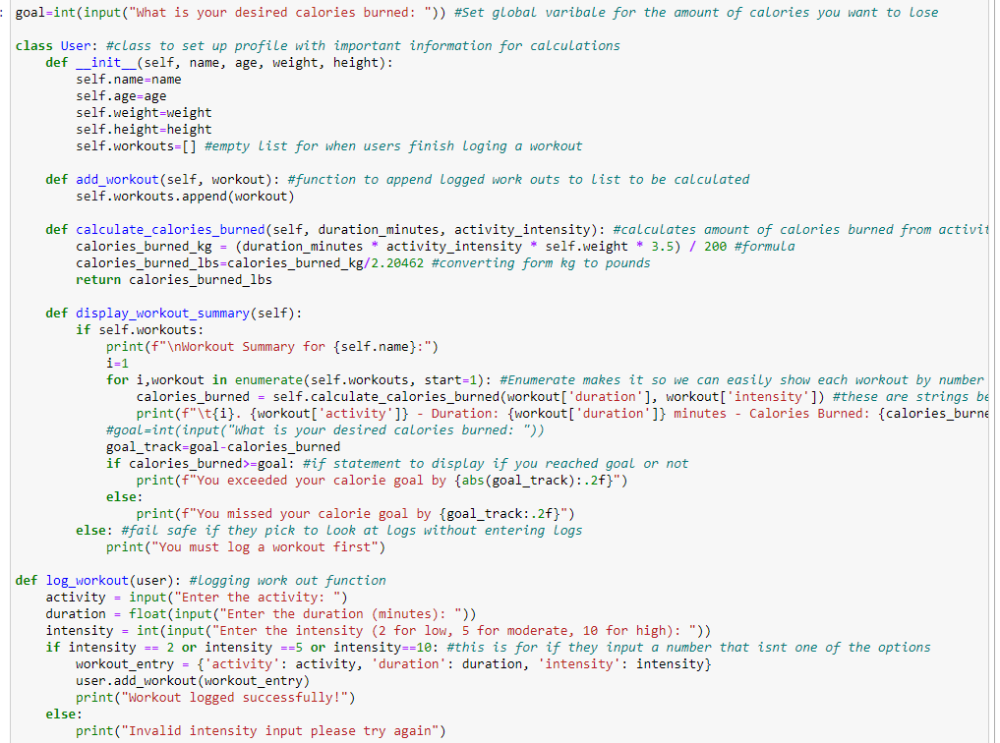 :
goal=int(input("What is your desired calories burned: ")) #Set global varibale for the amount of calories you want to lose
class User: #class to set up profile with important information for calculations
    def __init__(self, name, age, weight, height):
        self.name=name
        self.age=age
        self.weight=weight
        self.height=height
        self.workouts=[] #empty list for when users finish loging a workout
    def add_workout(self, workout): #function to append logged work outs to list to be calculated
        self.workouts.append(workout)
    def calculate_calories_burned(self, duration_minutes, activity_intensity): #calculates amount of calories burned from activit
        calories_burned_kg = (duration_minutes * activity_intensity * self.weight * 3.5) / 200 #formula
        calories_burned_lbs=calories_burned_kg/2.20462 #converting form kg to pounds
        return calories_burned_lbs
    def display_workout_summary(self):
        if self.workouts:
            print(f"\nWorkout Summary for {self.name}:")
            i=1
            for i,workout in enumerate(self.workouts, start=1): #Enumerate makes it so we can easily show each workout by number
                calories_burned = self.calculate_calories_burned(workout['duration'], workout['intensity']) #these are strings be
                print(f"\t{i}. {workout['activity']} - Duration: {workout['duration']} minutes - Calories Burned: {calories_burne
            #goal=int(input("What is your desired calories burned: "))
            goal_track=goal-calories_burned
            if calories_burned>=goal: #if statement to display if you reached goal or not
                print(f"You exceeded your calorie goal by {abs(goal_track):.2f}")
            else:
                print(f"You missed your calorie goal by {goal_track:.2f}")
        else: #fail safe if they pick to look at logs without entering logs
            print("You must log a workout first")
def log_workout(user): #logging work out function
    activity = input("Enter the activity: ")
    duration = float(input("Enter the duration (minutes): "))
    intensity = int(input("Enter the intensity (2 for low, 5 for moderate, 10 for high): "))
    if intensity == 2 or intensity ==5 or intensity==10: #this is for if they input a number that isnt one of the options
        workout_entry = {'activity': activity, 'duration': duration, 'intensity': intensity}
        user.add_workout(workout_entry)
        print("Workout logged successfully!")
    else:
        print("Invalid intensity input please try again")